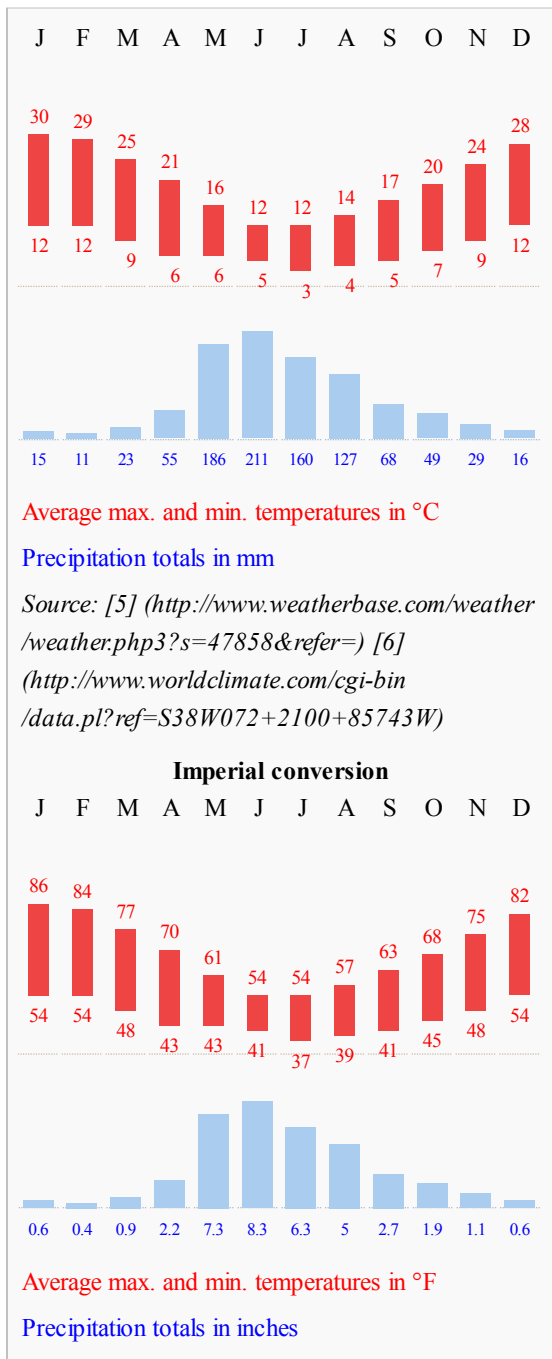 J F M A M J J A S O N D
30 29 25 21 16 12 12 14 17 20 24 28
12 12 9 6 6 5 3 4 5 7 9 12
15 11 23 55 186 211 160 127 68 49 29 16
Average max. and min. temperatures in °C
Precipitation totals in mm
Source: [5] (http://www.weatherbase.com/weather
/weather.php3?s=47858&refer=) [6]
(http://www.worldclimate.com/cgi-bin
/data.pl?ref=S38W072+2100+85743W)
Imperial conversion
J F M A M J J A S O N D
86 84 77 70 61 54 54 57 63 68 75 82
54 54 48 43 43 41 37 39 41 45 48 54
0.6 0.4 0.9 2.2 7.3 8.3 6.3 5 2.7 1.9 1.1 0.6
Average max. and min. temperatures in °F
Precipitation totals in inches